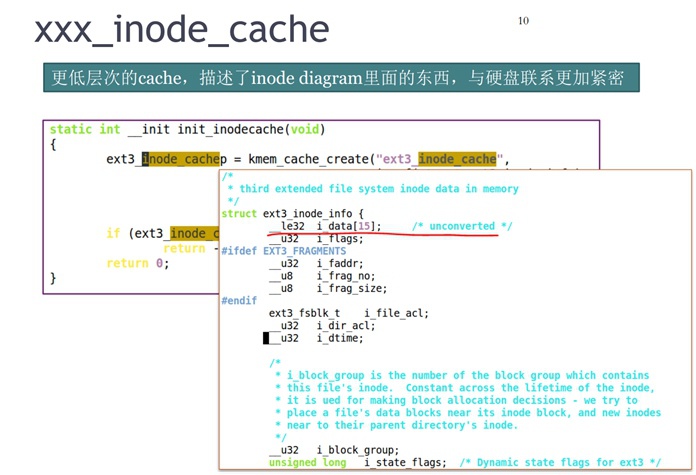 xxx_inode_cache
10
更低层次的cache，描述了inode diagram里面的东西，与硬盘联系更加紧密
static int __init init_inodecache(void)
{
ext3_inode_cachep = kmem_cache_create("ext3_inode_cache",
if (ext3_inode_c
return -
return 0;
}
/*
* third extended file system inode data in memory
*/
struct ext3_inode_info {
__le32 i_data[15]; /* unconverted */
__u32 i_flags;
#ifdef EXT3_FRAGMENTS
__u32 i_faddr;
__u8 i_frag_no;
__u8 i_frag_size;
#endif
ext3_fsblk_t i_file_acl;
__u32 i_dir_acl;
__u32 i_dtime;
/*
* i_block_group is the number of the block group which contains
* this file's inode. Constant across the lifetime of the inode,
* it is ued for making block allocation decisions - we try to
* place a file's data blocks near its inode block, and new inodes
* near to their parent directory's inode.
*/
__u32 i_block_group;
unsigned long i_state_flags; /* Dynamic state flags for ext3 */